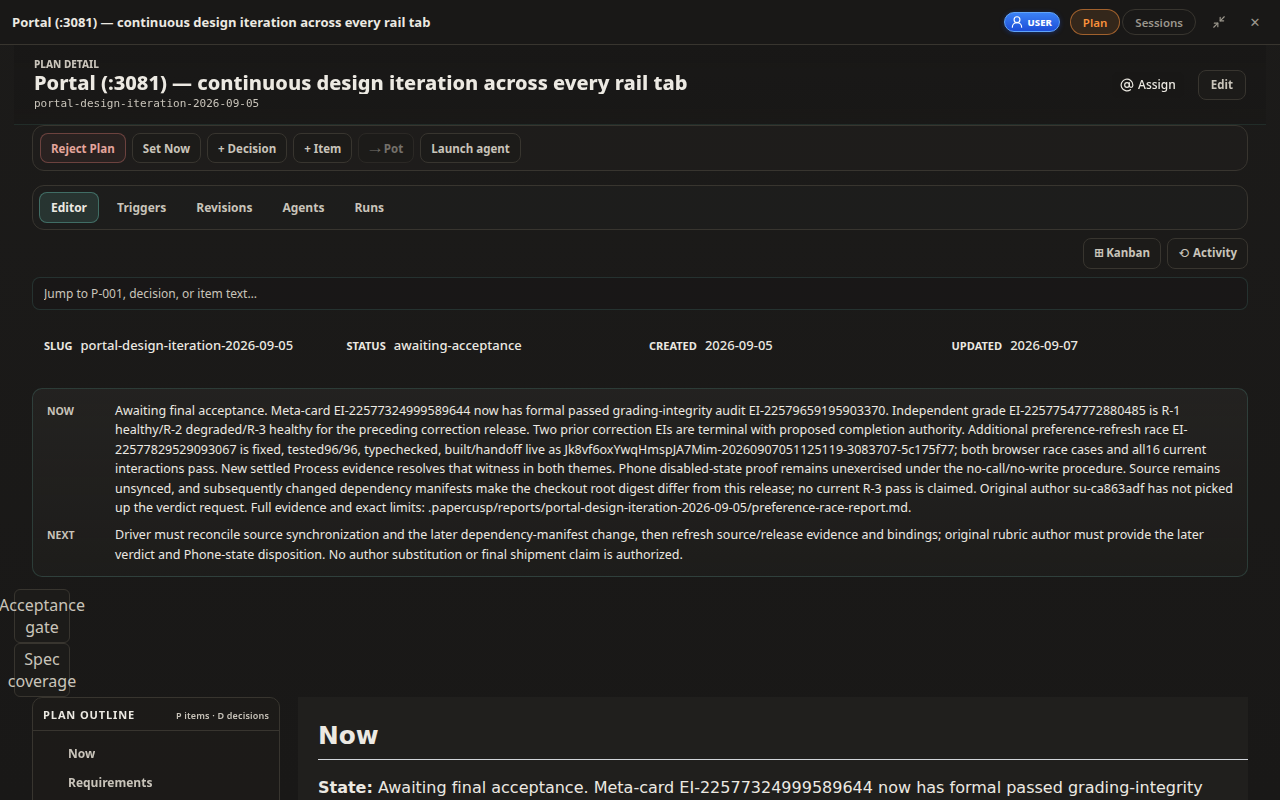 Portal (:3081) — continuous design iteration across every rail tab
USER
Plan
Sessions
PLAN DETAIL
Portal (:3081) — continuous design iteration across every rail tab
portal-design-iteration-2026-09-05
@ Assign
Edit
Reject Plan
Set Now
+ Decision
+ Item
→ Pot
Launch agent
Editor
Triggers
Revisions
Agents
Runs
⊞ Kanban
⟲ Activity
Jump to P-001, decision, or item text...
SLUG portal-design-iteration-2026-09-05
STATUS awaiting-acceptance
CREATED 2026-09-05
UPDATED 2026-09-07
NOW
Awaiting final acceptance. Meta-card EI-22577324999589644 now has formal passed grading-integrity audit EI-22579659195903370. Independent grade EI-22577547772880485 is R-1
healthy/R-2 degraded/R-3 healthy for the preceding correction release. Two prior correction EIs are terminal with proposed completion authority. Additional preference-refresh race EI-
22577829529093067 is fixed, tested96/96, typechecked, built/handoff live as Jk8vf6oxYwqHmspJA7Mim-20260907051125119-3083707-5c175f77; both browser race cases and all16 current
interactions pass. New settled Process evidence resolves that witness in both themes. Phone disabled-state proof remains unexercised under the no-call/no-write procedure. Source remains
unsynced, and subsequently changed dependency manifests make the checkout root digest differ from this release; no current R-3 pass is claimed. Original author su-ca863adf has not picked
up the verdict request. Full evidence and exact limits: .papercusp/reports/portal-design-iteration-2026-09-05/preference-race-report.md.
NEXT
Driver must reconcile source synchronization and the later dependency-manifest change, then refresh source/release evidence and bindings; original rubric author must provide the later
verdict and Phone-state disposition. No author substitution or final shipment claim is authorized.
Acceptance
gate
Spec
coverage
PLAN OUTLINE
P items · D decisions
Now
Requirements
Now
State: Awaiting final acceptance. Meta-card EI-22577324999589644 now has formal passed grading-integrity